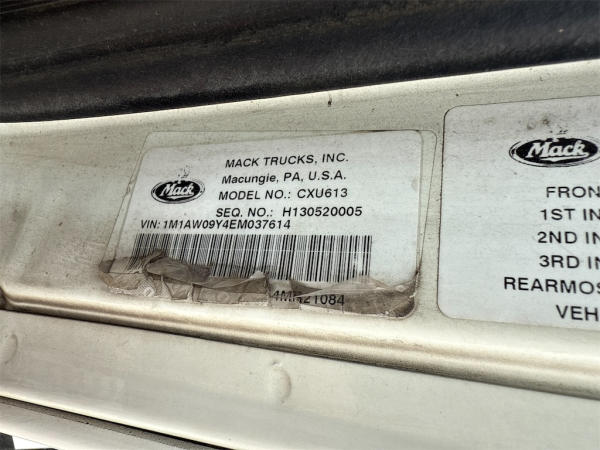 Mack
MACK TRUCKS, INC.
Macungie, PA, U.S.A.
MODEL NO.: CXU613
SEQ. NO.: H130520005
VIN: 1M1AW09Y4EM037614
21084
Mack
FRON
1ST IN
2ND IN
3RD IN
REARMOS
VEH